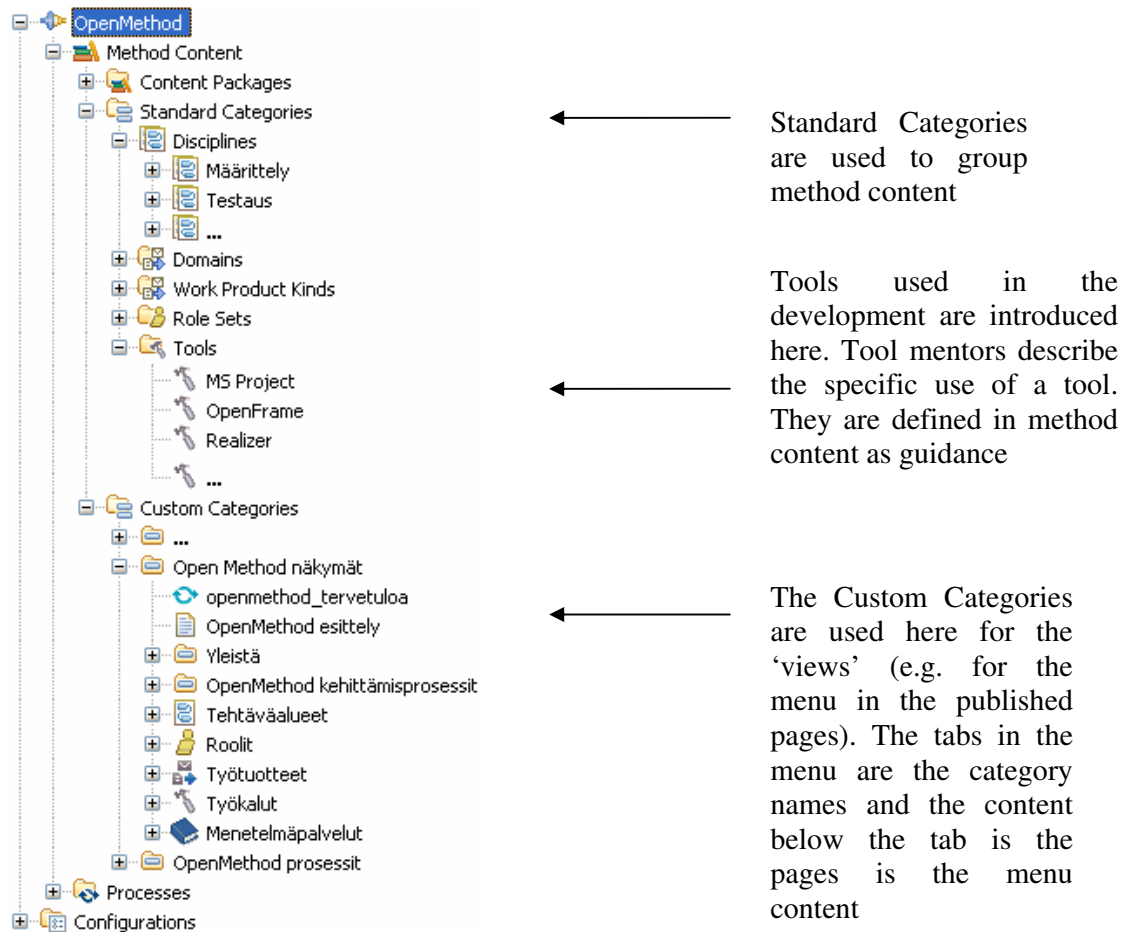 OpenMethod
Method Content
Content Packages
Standard Categories
Disciplines
Määrittely
Testaus
...
Domains
Work Product Kinds
Role Sets
Tools
MS Project
OpenFrame
Realizer
...
Custom Categories
...
Open Method näkymät
openmethod_tervetuloa
OpenMethod esittely
Yleistä
OpenMethod kehittämisprosessit
Tehtäväalueet
Roolit
Työtuotteet
Työkalut
Menetelmäpalvelut
OpenMethod prosessit
Processes
Configurations
Standard Categories
are used to group
method content
Tools used in the
development are introduced
here. Tool mentors describe
the specific use of a tool.
They are defined in method
content as guidance
The Custom Categories
are used here for the
‘views’ (e.g. for the
menu in the published
pages). The tabs in the
menu are the category
names and the content
below the tab is the
pages is the menu
content